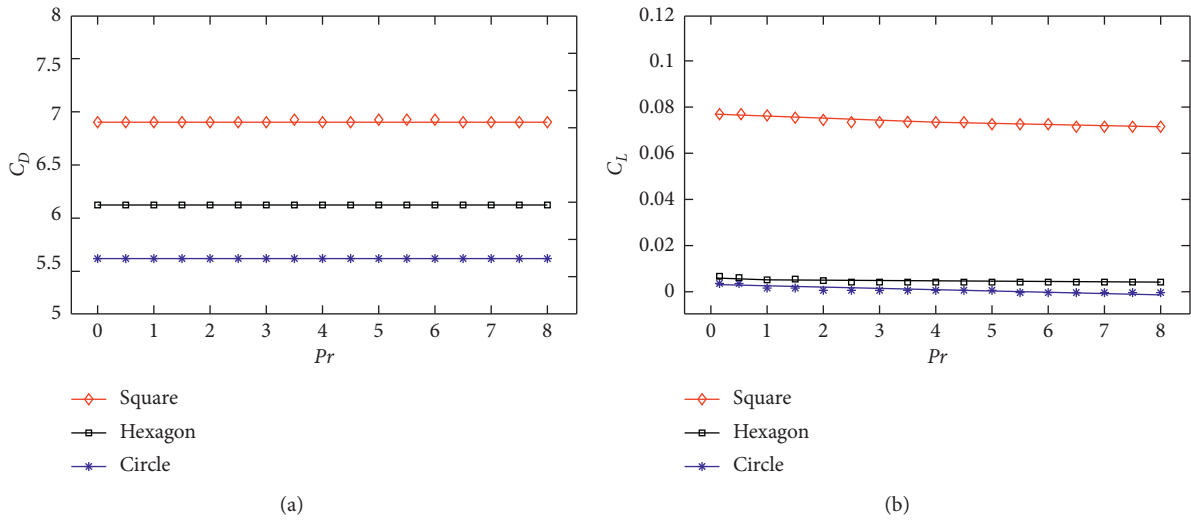 8
7.5
7
6.5
6
5.5
5
C_D
0 1 2 3 4 5 6 7 8
Pr
Square
Hexagon
Circle
(a)
0.12
0.1
0.08
0.06
0.04
0.02
0
C_L
0 1 2 3 4 5 6 7 8
Pr
Square
Hexagon
Circle
(b)